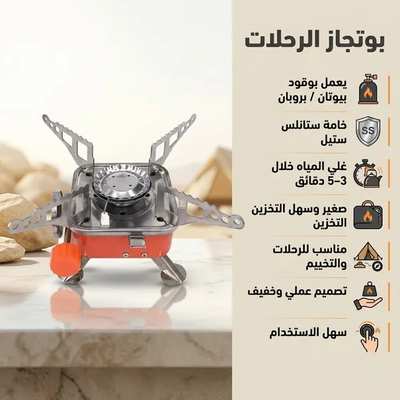 بوتجاز الرحلات
يعمل بوقود
بيوتان / بروبان
خامة ستانلس
ستيل
SS
غلي المياه خلال
3–5 دقائق
صغير وسهل التخزين
التخزين
مناسب للرحلات
والتخييم
تصميم عملي وخفيف
سهل الاستخدام